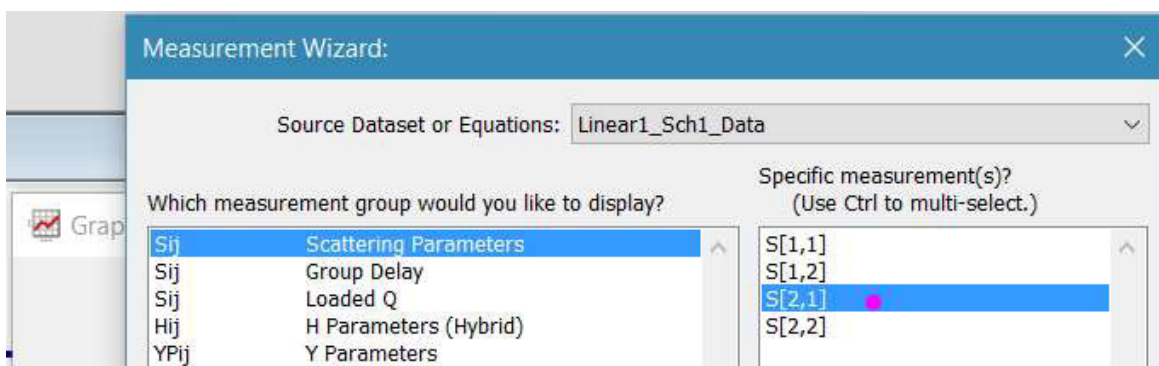 Measurement Wizard:
Source Dataset or Equations: Linear1_Sch1_Data
Specific measurement(s)?
(Use Ctrl to multi-select.)
Which measurement group would you like to display?
Grap
Sij Scattering Parameters
Sij Group Delay
Sij Loaded Q
Hij H Parameters (Hybrid)
YPij Y Parameters
S[1,1]
S[1,2]
S[2,1]
S[2,2]